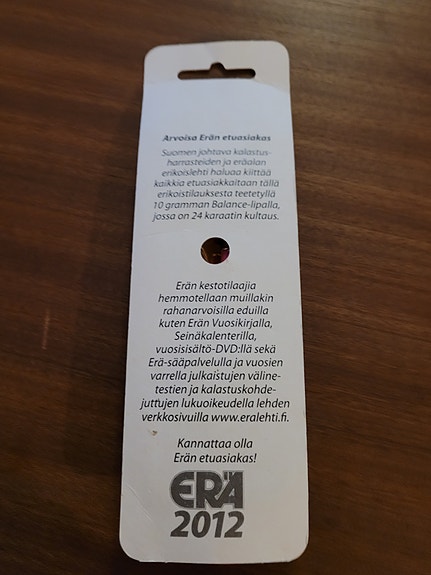 Arvoisa Erän etuasiakas
Suomen johtava kalastus-
harrasteiden ja eräalan
erikoislehti haluaa kiittää
kaikkia etuasiakkaitaan tällä
erikoistilauksesta teetetyllä
10 gramman Balance-lipalla,
jossa on 24 karaatin kultaus.
Erän kestotilaajia
hemmotellaan muillakin
rahanarvoisilla eduilla
kuten Erän Vuosikirjalla,
Seinäkalenterilla,
vuosisisältö-DVD:llä sekä
Erä-sääpalvelulla ja vuosien
varrella julkaistujen väline-
testien ja kalastuskohde-
juttujen lukuoikeudella lehden
verkkosivuilla www.eralehti.fi.
Kannattaa olla
Erän etuasiakas!
ERÄ
2012